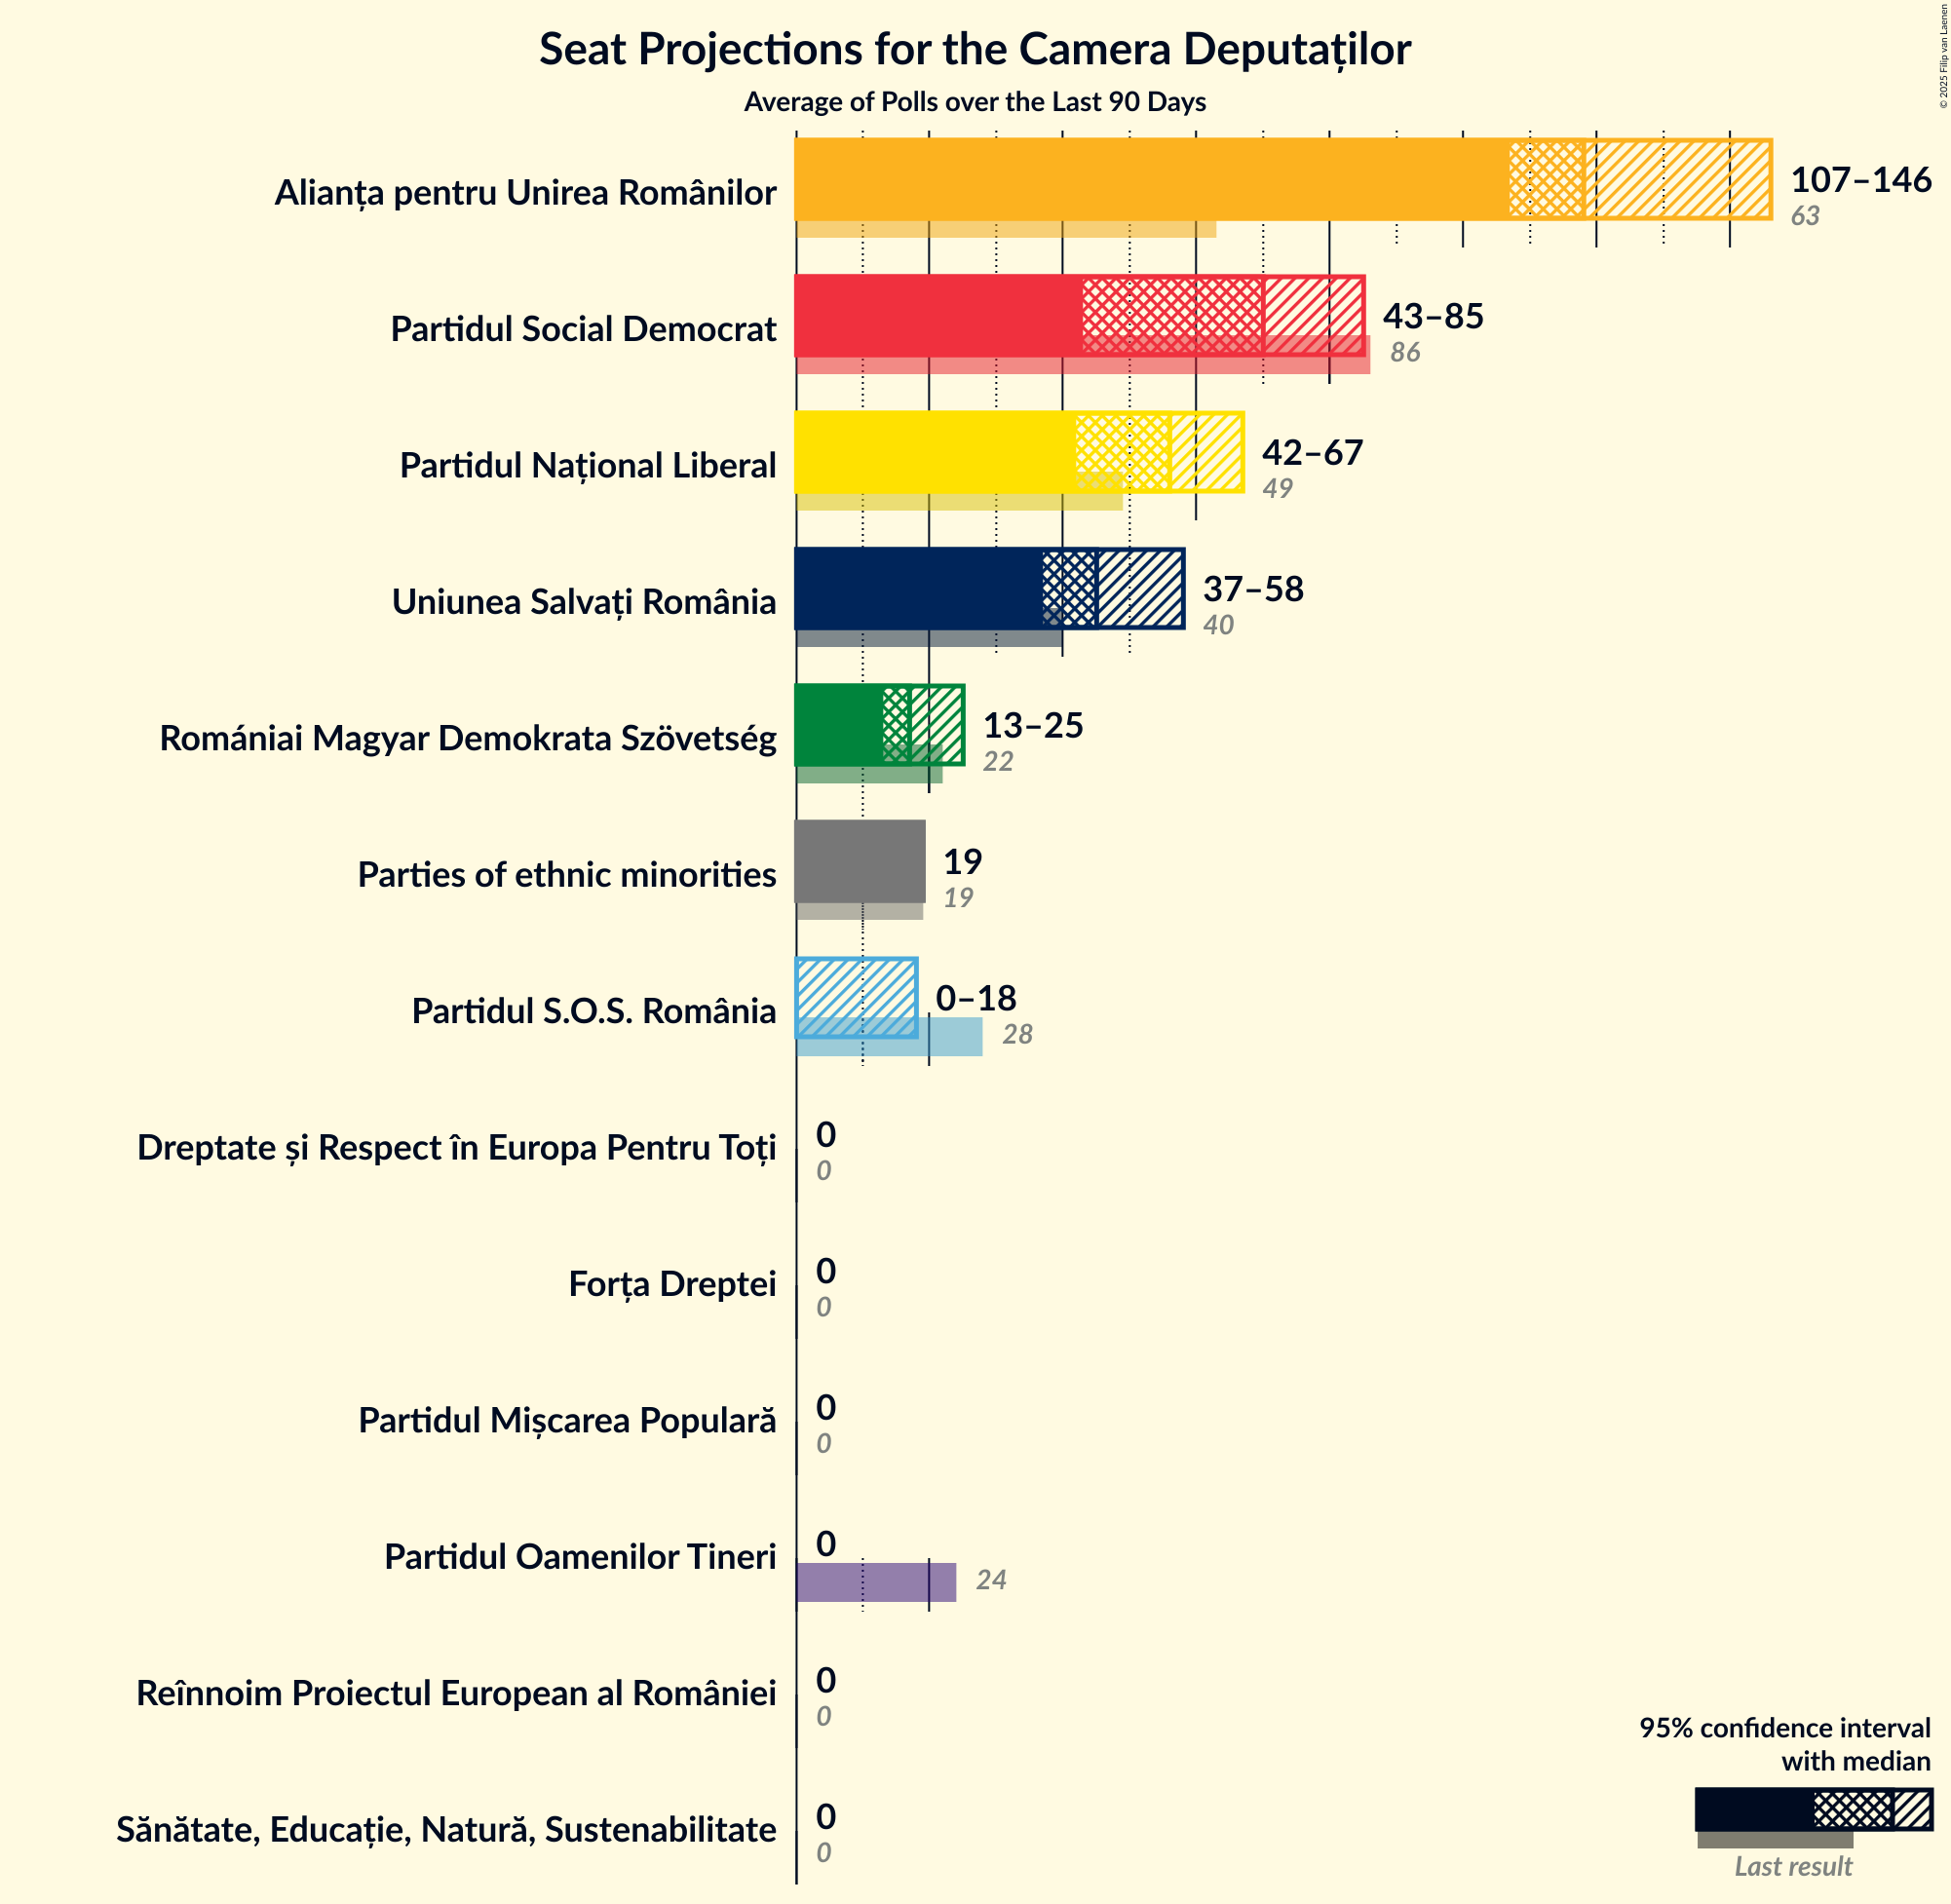 Seat Projections for the Camera Deputaților
Average of Polls over the Last 90 Days
© 2025 Filip van Laenen
Alianța pentru Unirea Românilor
107–146
63
Partidul Social Democrat
43–85
86
Partidul Național Liberal
42–67
49
Uniunea Salvați România
37–58
40
Romániai Magyar Demokrata Szövetség
13–25
22
Parties of ethnic minorities
19
19
Partidul S.O.S. România
0–18
28
Dreptate și Respect în Europa Pentru Toți
0
0
Forța Dreptei
0
0
Partidul Mișcarea Populară
0
0
Partidul Oamenilor Tineri
0
24
Reînnoim Proiectul European al României
0
0
Sănătate, Educație, Natură, Sustenabilitate
0
0
95% confidence interval
with median
Last result